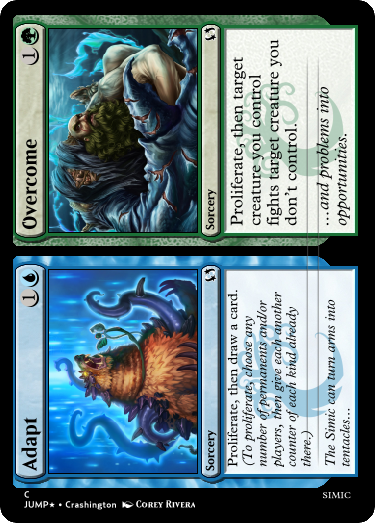 Adapt
1
Sorcery
Proliferate, then draw a card.
(To proliferate, choose any
number of permanents and/or
players, then give each another
counter of each kind already
there.)
The Simic can turn arms into
tentacles…
Overcome
1
Sorcery
Proliferate, then target
creature you control
fights target creature you
don't control.
…and problems into
opportunities.
C
JUMP★ • Crashington Corey Rivera
SIMIC